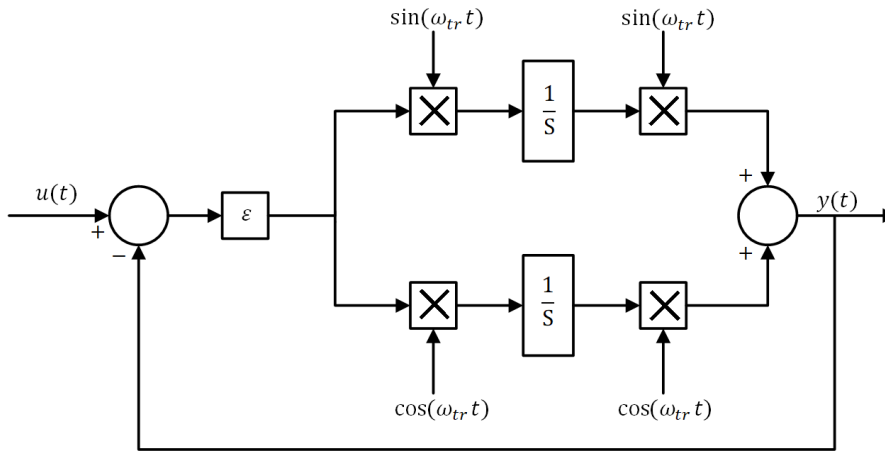 sin(ω_tr t) sin(ω_tr t)
1/S
u(t) + − ε + + y(t)
1/S
cos(ω_tr t) cos(ω_tr t)